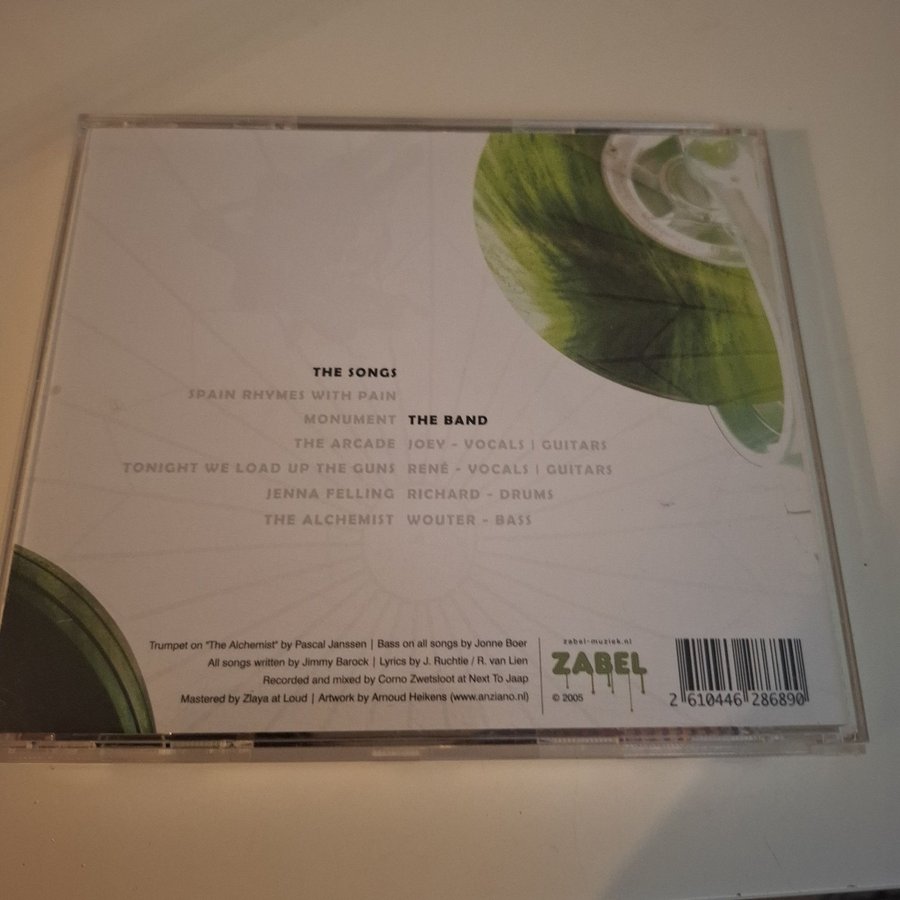 THE SONGS
SPAIN RHYMES WITH PAIN
MONUMENT
THE ARCADE
TONIGHT WE LOAD UP THE GUNS
JENNA FELLING
THE ALCHEMIST
THE BAND
JOEY - VOCALS | GUITARS
RENÉ - VOCALS | GUITARS
RICHARD - DRUMS
WOUTER - BASS
Trumpet on "The Alchemist" by Pascal Janssen | Bass on all songs by Jonne Boer
All songs written by Jimmy Barock | Lyrics by J. Ruchtie / R. van Lien
Recorded and mixed by Corno Zwetsloot at Next To Jaap
Mastered by Zlaya at Loud | Artwork by Arnoud Heikens (www.anziano.nl)
zabel-muziek.nl
ZABEL
© 2005
2 610446 286890